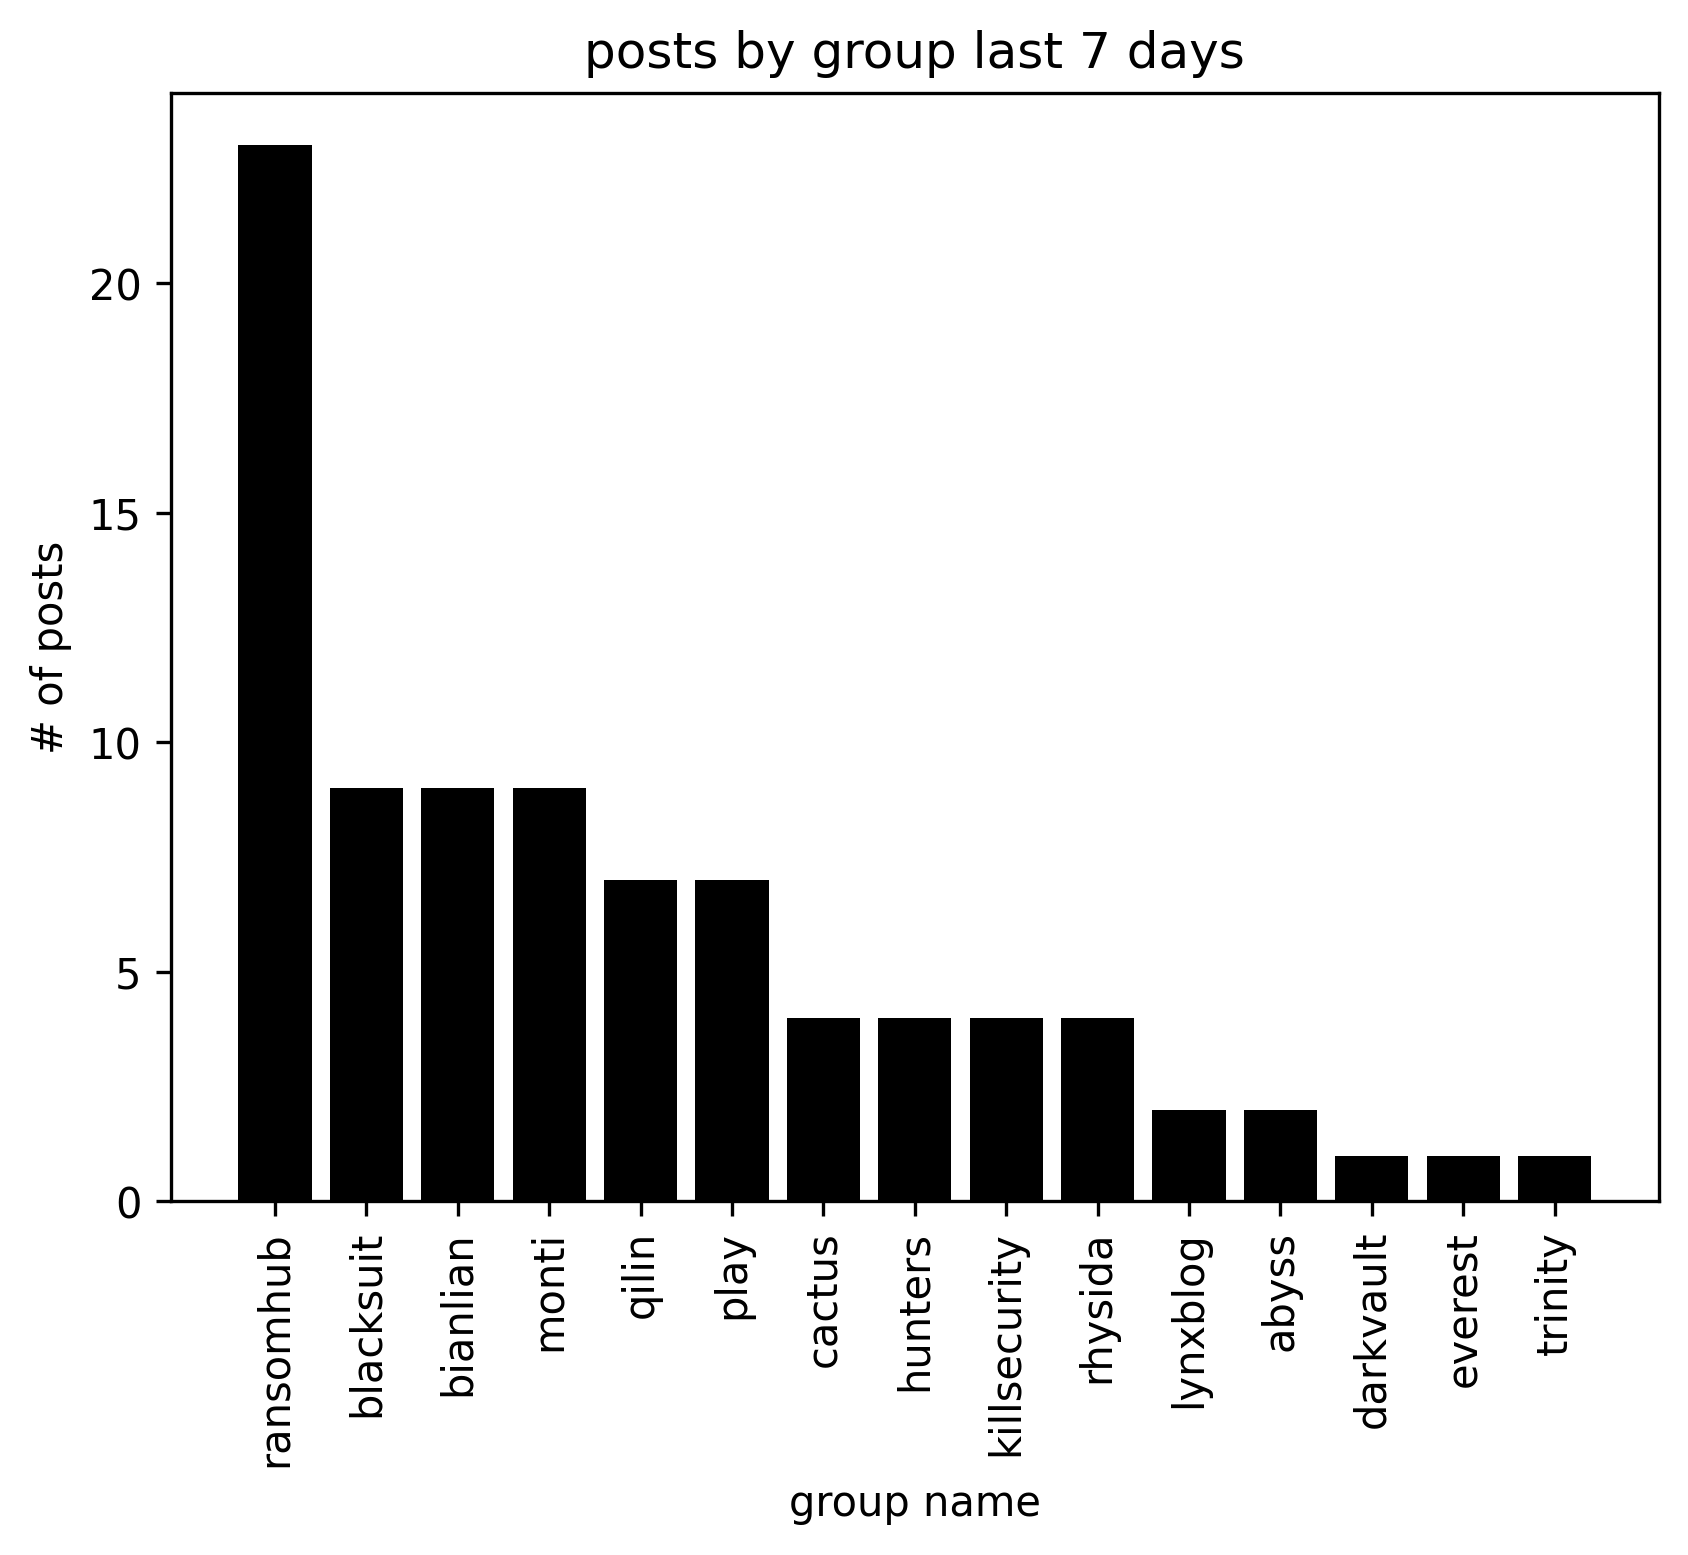 posts by group last 7 days
# of posts
20
15
10
5
0
ransomhub
blacksuit
bianlian
monti
qilin
play
cactus
hunters
killsecurity
rhysida
lynxblog
abyss
darkvault
everest
trinity
group name